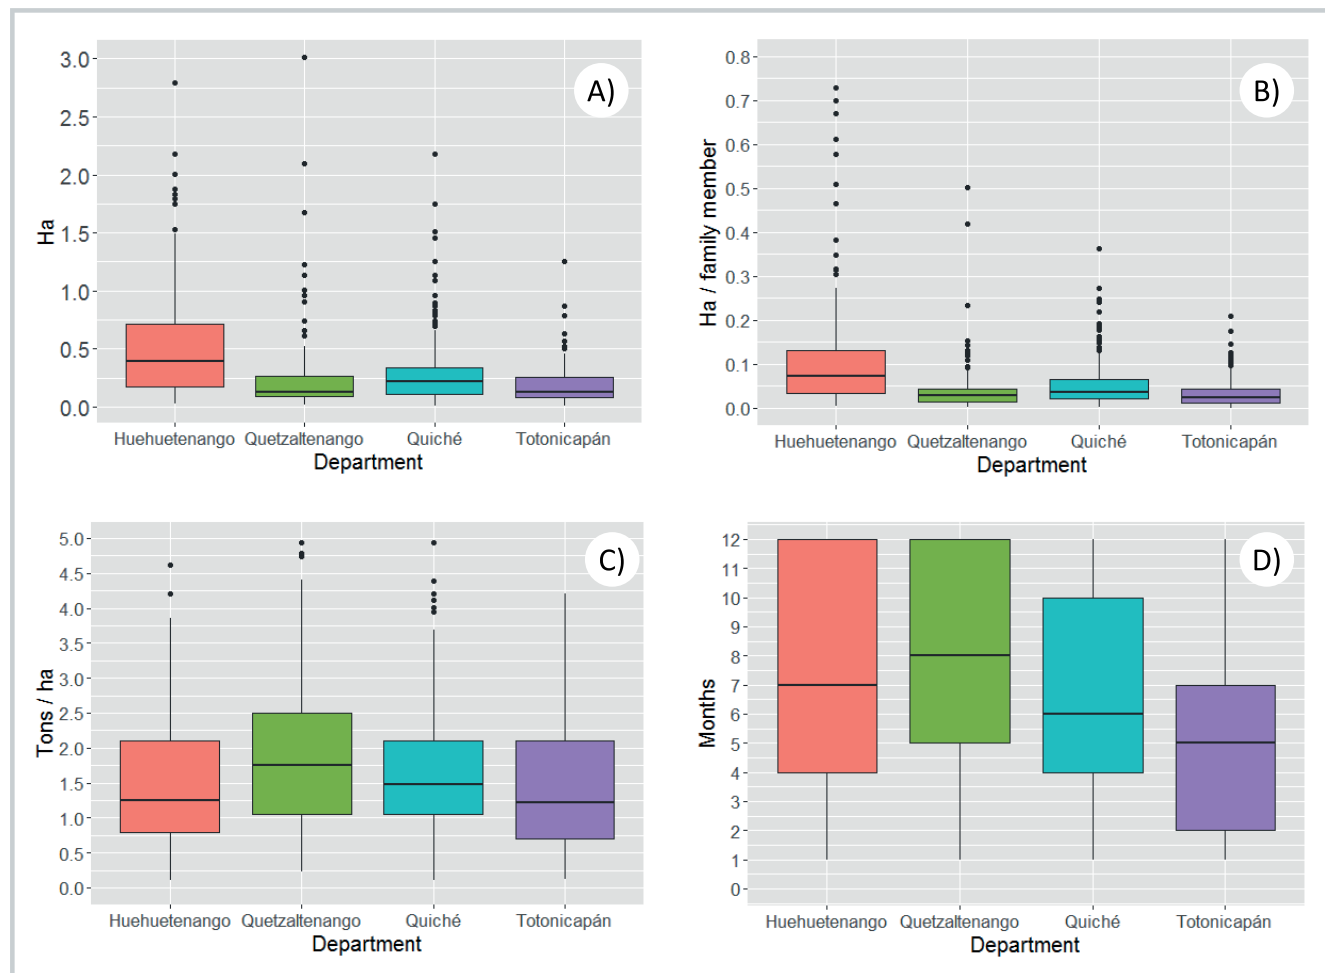 A)
Ha
3.0
2.5
2.0
1.5
1.0
0.5
0.0
Huehuetenango Quetzaltenango Quiché Totonicapán
Department
B)
Ha / family member
0.8
0.7
0.6
0.5
0.4
0.3
0.2
0.1
0.0
Huehuetenango Quetzaltenango Quiché Totonicapán
Department
C)
Tons / ha
5.0
4.5
4.0
3.5
3.0
2.5
2.0
1.5
1.0
0.5
0.0
Huehuetenango Quetzaltenango Quiché Totonicapán
Department
D)
Months
12
11
10
9
8
7
6
5
4
3
2
1
0
Huehuetenango Quetzaltenango Quiché Totonicapán
Department